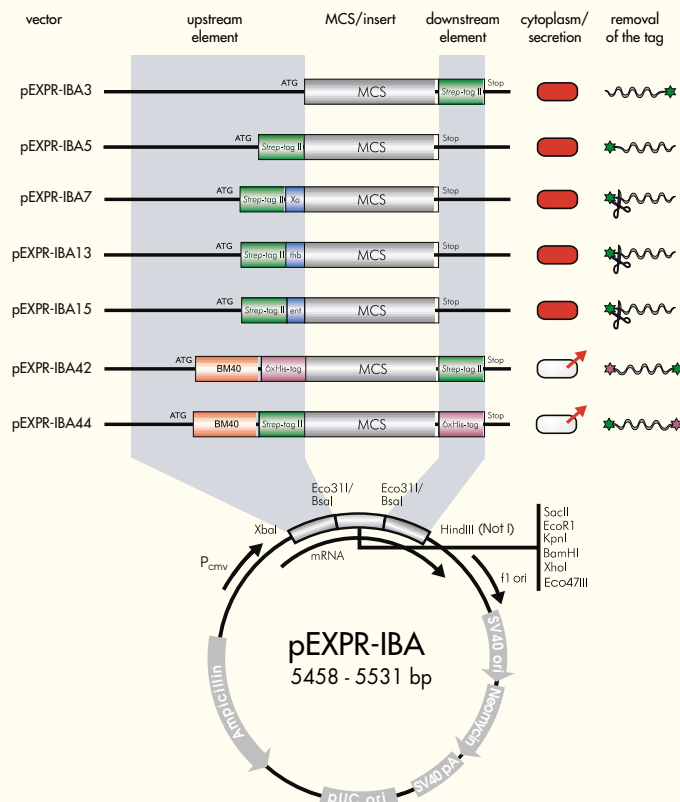 vector
upstream
element
MCS/insert
downstream
element
cytoplasm/
secretion
removal
of the tag
pEXPR-IBA3
ATG
MCS
Strep-tag II
Stop
pEXPR-IBA5
ATG
Strep-tag II
MCS
Stop
pEXPR-IBA7
ATG
Strep-tag II
Xa
MCS
Stop
pEXPR-IBA13
ATG
Strep-tag II
thb
MCS
Stop
pEXPR-IBA15
ATG
Strep-tag II
ent
MCS
Stop
pEXPR-IBA42
ATG
BM40
6xHis-tag
MCS
Strep-tag II
Stop
pEXPR-IBA44
ATG
BM40
Strep-tag II
MCS
6xHis-tag
Stop
Eco31I/
BsaI
Eco31I/
BsaI
XbaI
HindIII (Not I)
SacII
EcoR1
KpnI
BamHI
XhoI
Eco47III
Pcmv
mRNA
f1 ori
pEXPR-IBA
5458 - 5531 bp
SV40 ori
Neomycin
SV40 pA
pUC ori
Ampicillin